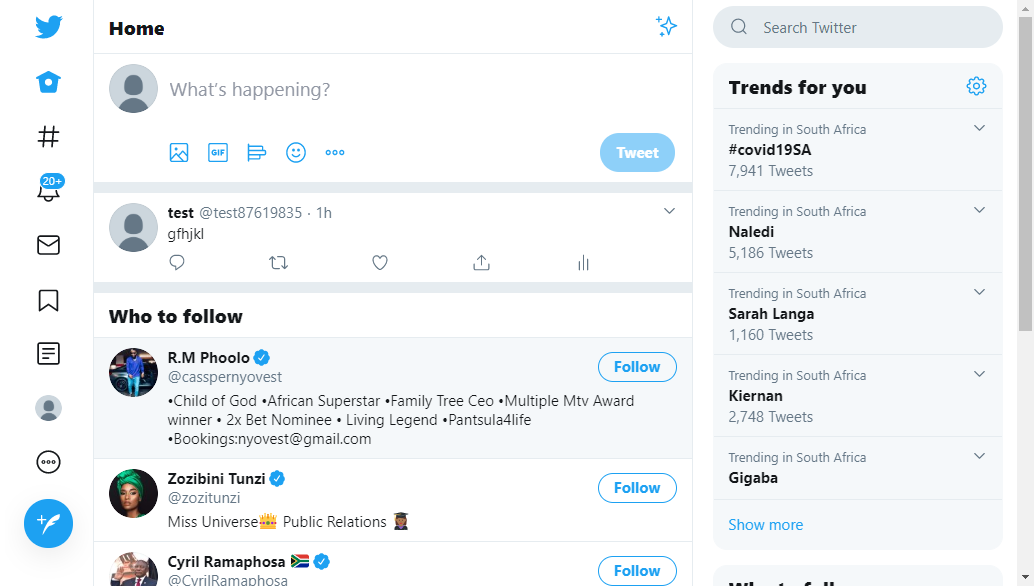 Home
What's happening?
GIF
Tweet
20+
test @test87619835 · 1h
gfhjkl
Who to follow
R.M Phoolo
@casspernyovest
Follow
•Child of God •African Superstar •Family Tree Ceo •Multiple Mtv Award
winner • 2x Bet Nominee • Living Legend •Pantsula4life
•Bookings:nyovest@gmail.com
Zozibini Tunzi
@zozitunzi
Follow
Miss Universe👑 Public Relations 👩🏾‍🎓
Cyril Ramaphosa 🇿🇦
@CyrilRamaphosa
Follow
Search Twitter
Trends for you
Trending in South Africa
#covid19SA
7,941 Tweets
Trending in South Africa
Naledi
5,186 Tweets
Trending in South Africa
Sarah Langa
1,160 Tweets
Trending in South Africa
Kiernan
2,748 Tweets
Trending in South Africa
Gigaba
Show more
Who to follow